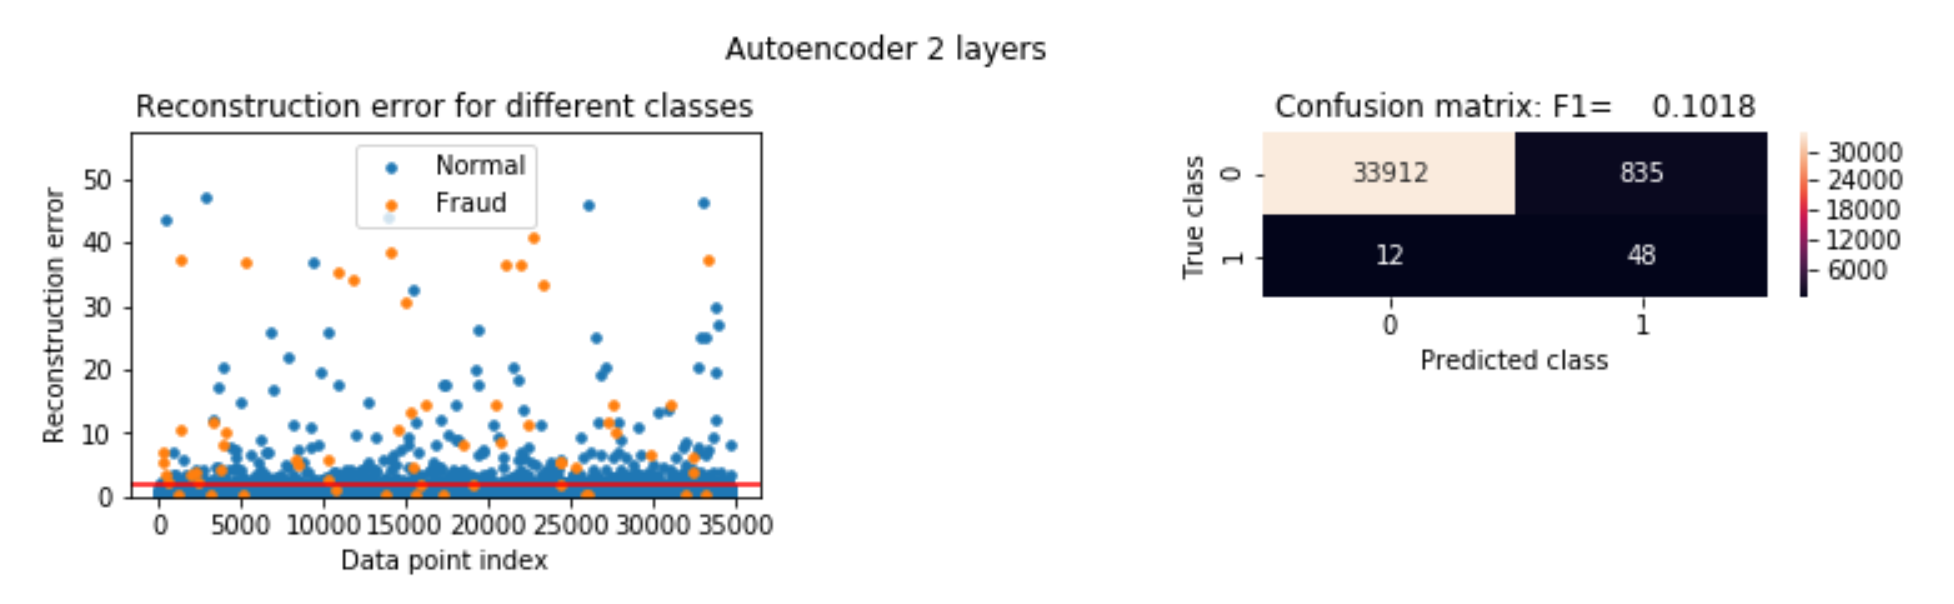 Autoencoder 2 layers
Reconstruction error for different classes
Reconstruction error
50
40
30
20
10
0
Normal
Fraud
0 5000 10000 15000 20000 25000 30000 35000
Data point index
Confusion matrix: F1= 0.1018
True class
0
1
33912 835
12 48
0 1
Predicted class
30000
24000
18000
12000
6000